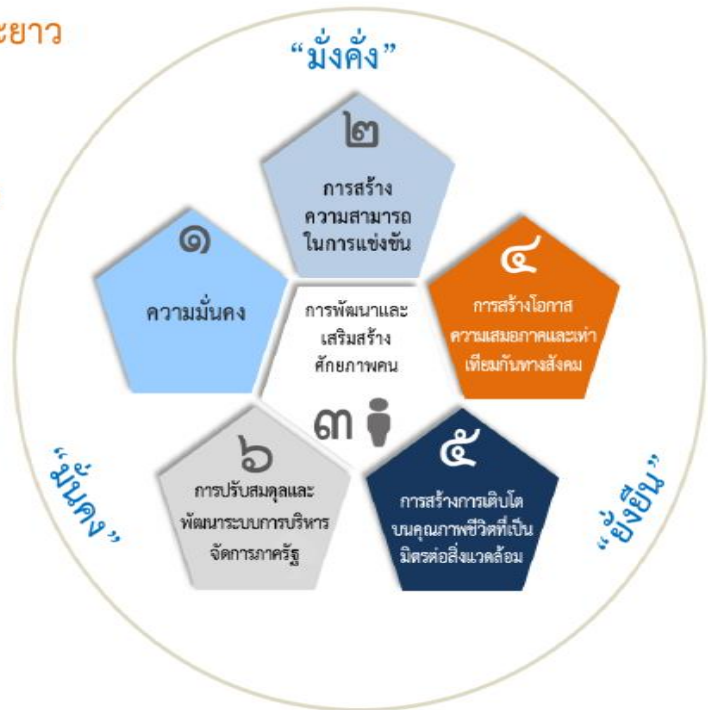 ะยาว
“มั่งคั่ง”
๒
การสร้าง
ความสามารถ
ในการแข่งขัน
๑
ความมั่นคง
การพัฒนาและ
เสริมสร้าง
ศักยภาพคน
๓
๔
การสร้างโอกาส
ความเสมอภาคและเท่า
เทียมกันทางสังคม
๖
การปรับสมดุลและ
พัฒนาระบบการบริหาร
จัดการภาครัฐ
๕
การสร้างการเติบโต
บนคุณภาพชีวิตที่เป็น
มิตรต่อสิ่งแวดล้อม
“มั่นคง”
“ยั่งยืน”